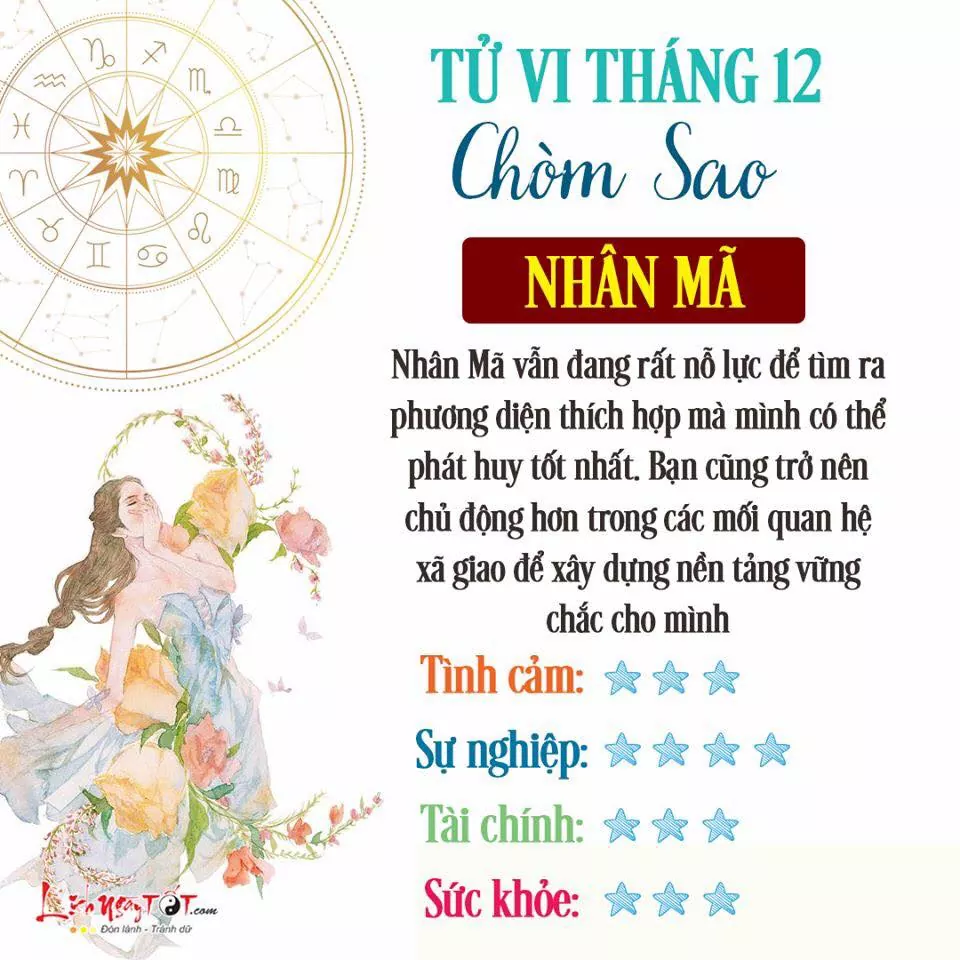 TỬ VI THÁNG 12
Chòm Sao
NHÂN MÃ
Nhân Mã vẫn đang rất nỗ lực để tìm ra
phương diện thích hợp mà mình có thể
phát huy tốt nhất. Bạn cũng trở nên
chủ động hơn trong các mối quan hệ
xã giao để xây dựng nền tảng vững
chắc cho mình
Tình cảm:
Sự nghiệp:
Tài chính:
Sức khỏe:
LịchNgàyTỐT.com
Đón lành - Tránh dữ